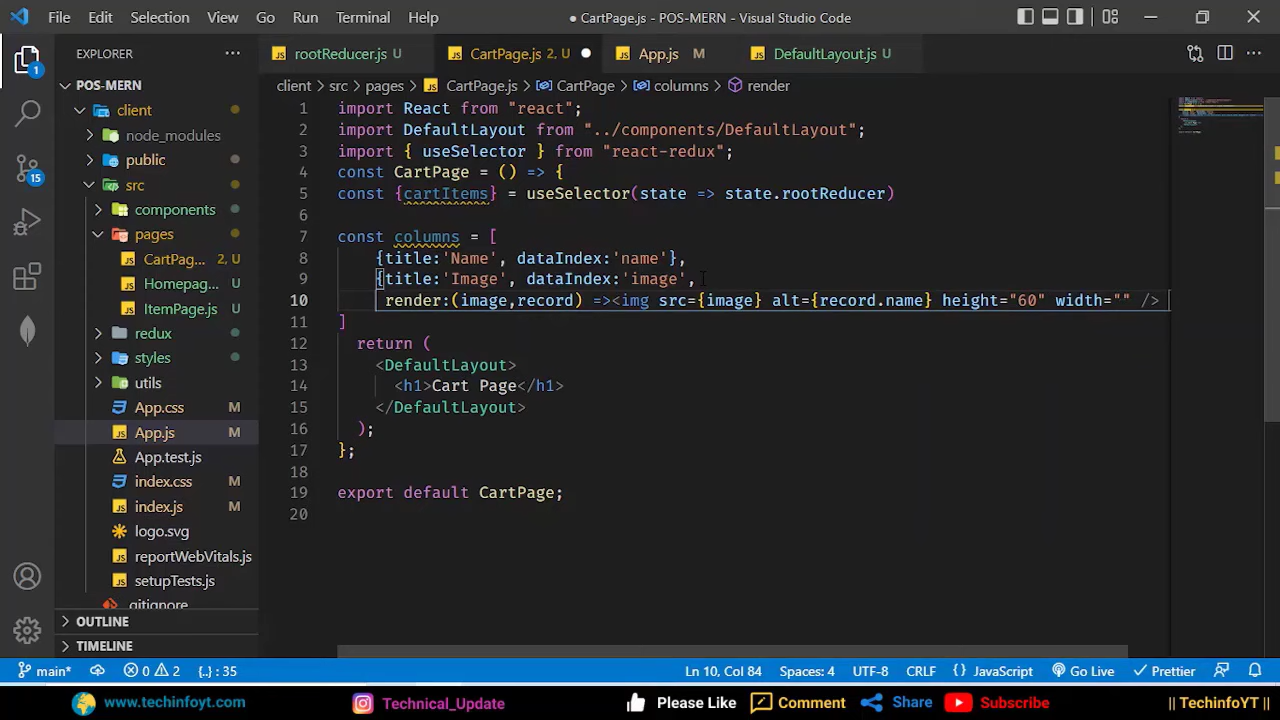 File Edit Selection View Go Run Terminal Help
● CartPage.js - POS-MERN - Visual Studio Code
EXPLORER
rootReducer.js U
CartPage.js 2, U
App.js M
DefaultLayout.js U
client > src > pages > CartPage.js > CartPage > columns > render
POS-MERN
client
node_modules
public
src
components
pages
CartPag... 2, U
Homepag... U
ItemPage.js U
redux
styles
utils
App.css M
App.js M
App.test.js
index.css M
index.js M
logo.svg
reportWebVitals.js
setupTests.js
.gitignore
OUTLINE
TIMELINE
1
15
1 import React from "react";
2 import DefaultLayout from "../components/DefaultLayout";
3 import { useSelector } from "react-redux";
4 const CartPage = () => {
5 const {cartItems} = useSelector(state => state.rootReducer)
6
7 const columns = [
8 {title:'Name', dataIndex:'name'},
9 {title:'Image', dataIndex:'image',
10 render:(image,record) =><img src={image} alt={record.name} height="60" width="" />
11 ]
12 return (
13 <DefaultLayout>
14 <h1>Cart Page</h1>
15 </DefaultLayout>
16 );
17 };
18
19 export default CartPage;
20
main* 0 2 {..} : 35 Ln 10, Col 84 Spaces: 4 UTF-8 CRLF {} JavaScript Go Live ✓ Prettier
www.techinfoyt.com Technical_Update Please Like Comment Share Subscribe || TechinfoYT ||